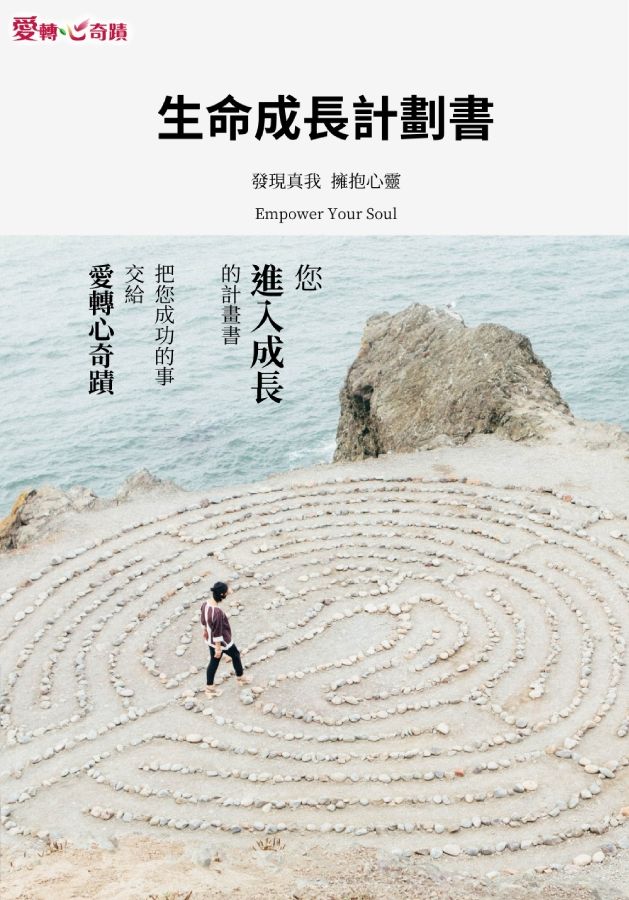 愛轉心奇蹟
生命成長計劃書
發現真我 擁抱心靈
Empower Your Soul
您
進入成長
的計畫書
把您成功的事
交給
愛轉心奇蹟